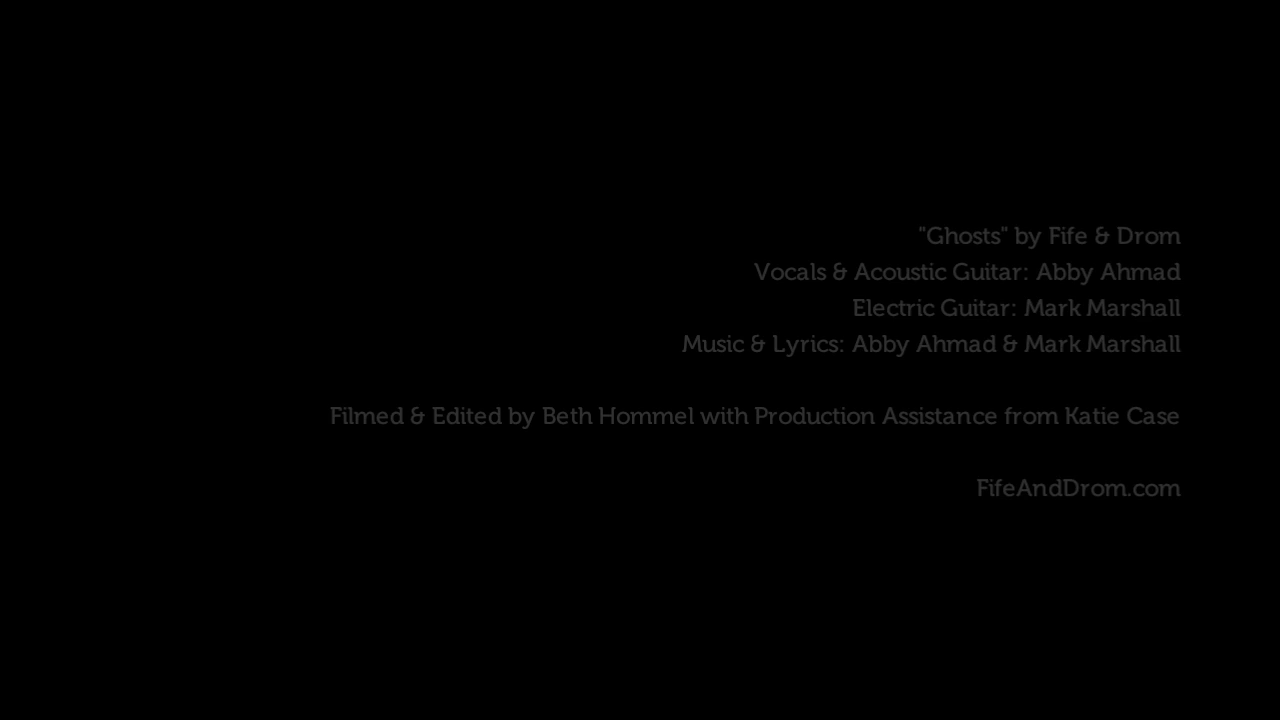 "Ghosts" by Fife & Drom
Vocals & Acoustic Guitar: Abby Ahmad
Electric Guitar: Mark Marshall
Music & Lyrics: Abby Ahmad & Mark Marshall
Filmed & Edited by Beth Hommel with Production Assistance from Katie Case
FifeAndDrom.com